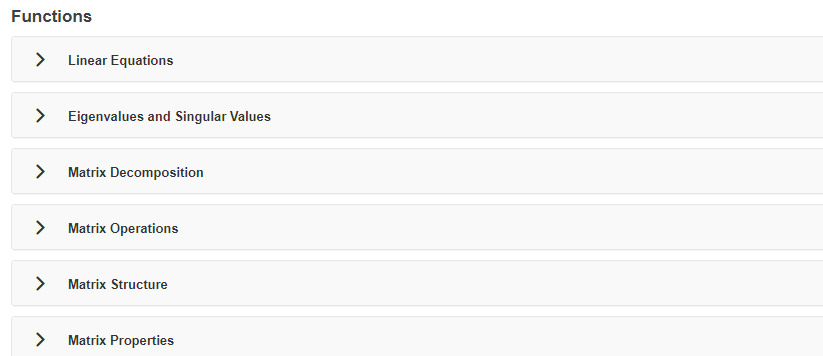 Functions
Linear Equations
Eigenvalues and Singular Values
Matrix Decomposition
Matrix Operations
Matrix Structure
Matrix Properties